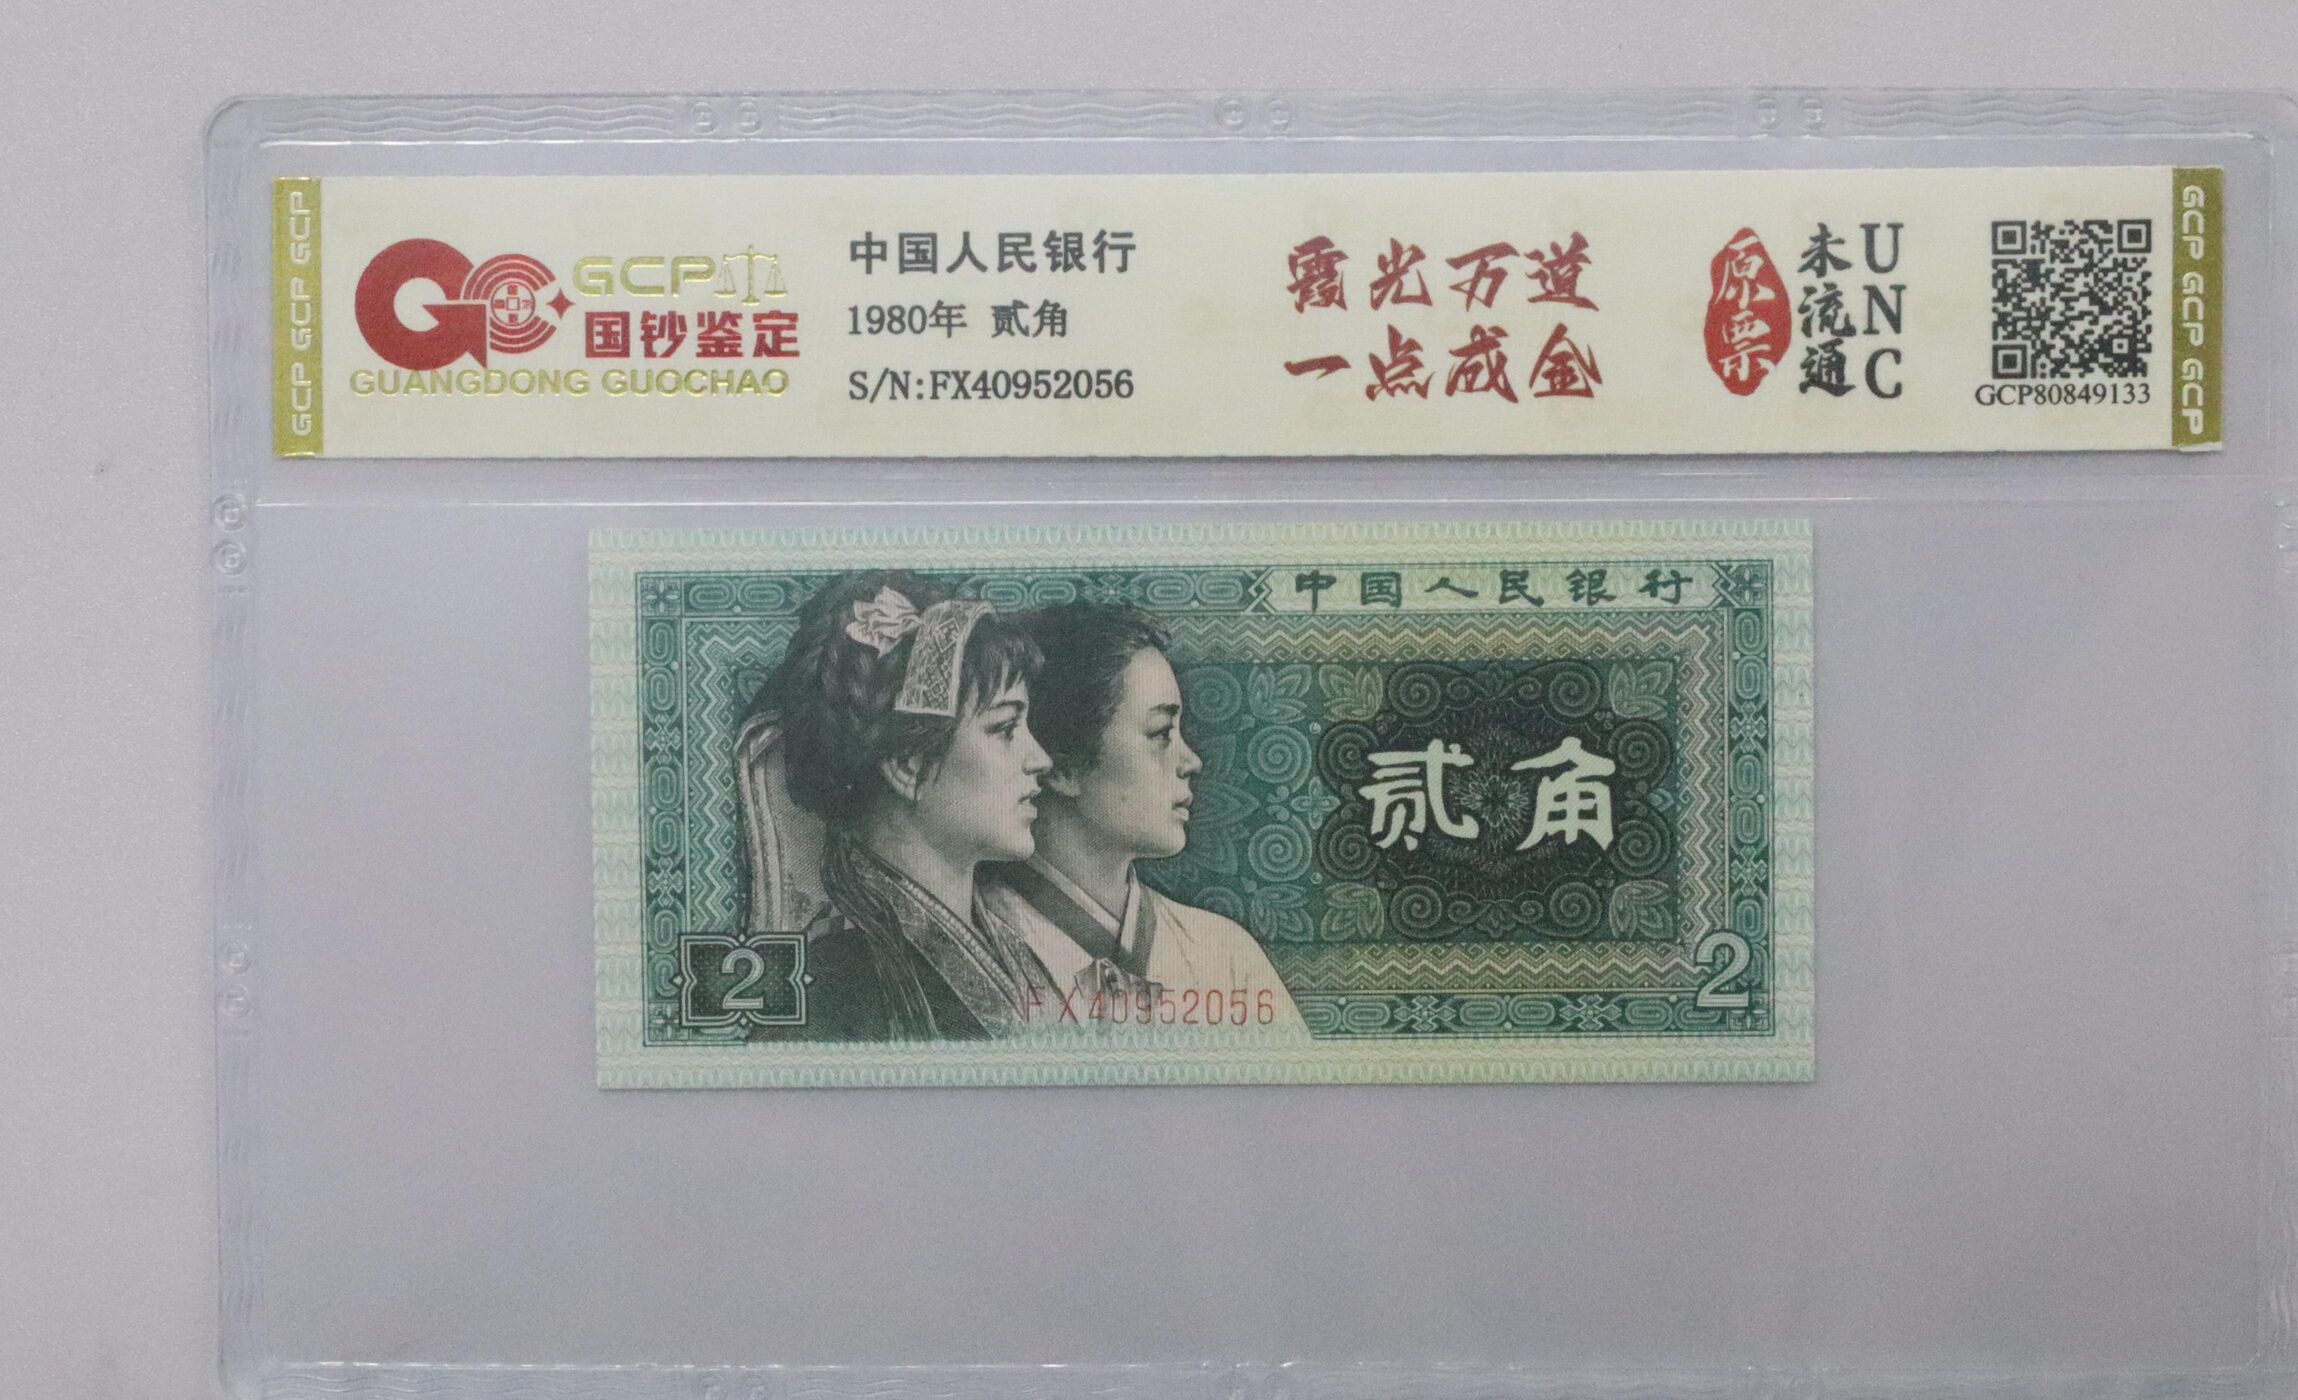 GCP GCP GCP
GCP
国钞鉴定
GUANGDONG GUOCHAO
中国人民银行
1980年 贰角
S/N:FX40952056
霞光万道
一点成金
原票
未流通
UNC
GCP80849133
GCP GCP GCP
中国人民银行
贰角
2
FX40952056
2